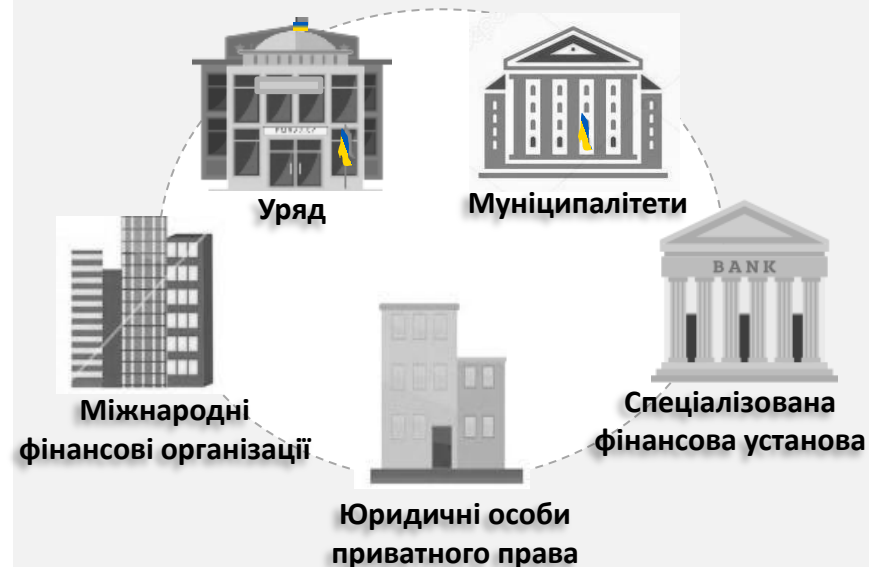 Уряд
Муніципалітети
BANK
Міжнародні
фінансові організації
Спеціалізована
фінансова установа
Юридичні особи
приватного права